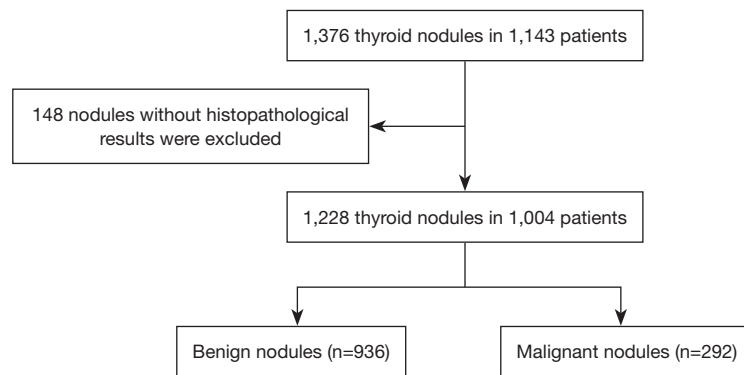 1,376 thyroid nodules in 1,143 patients
148 nodules without histopathological
results were excluded
1,228 thyroid nodules in 1,004 patients
Benign nodules (n=936)
Malignant nodules (n=292)